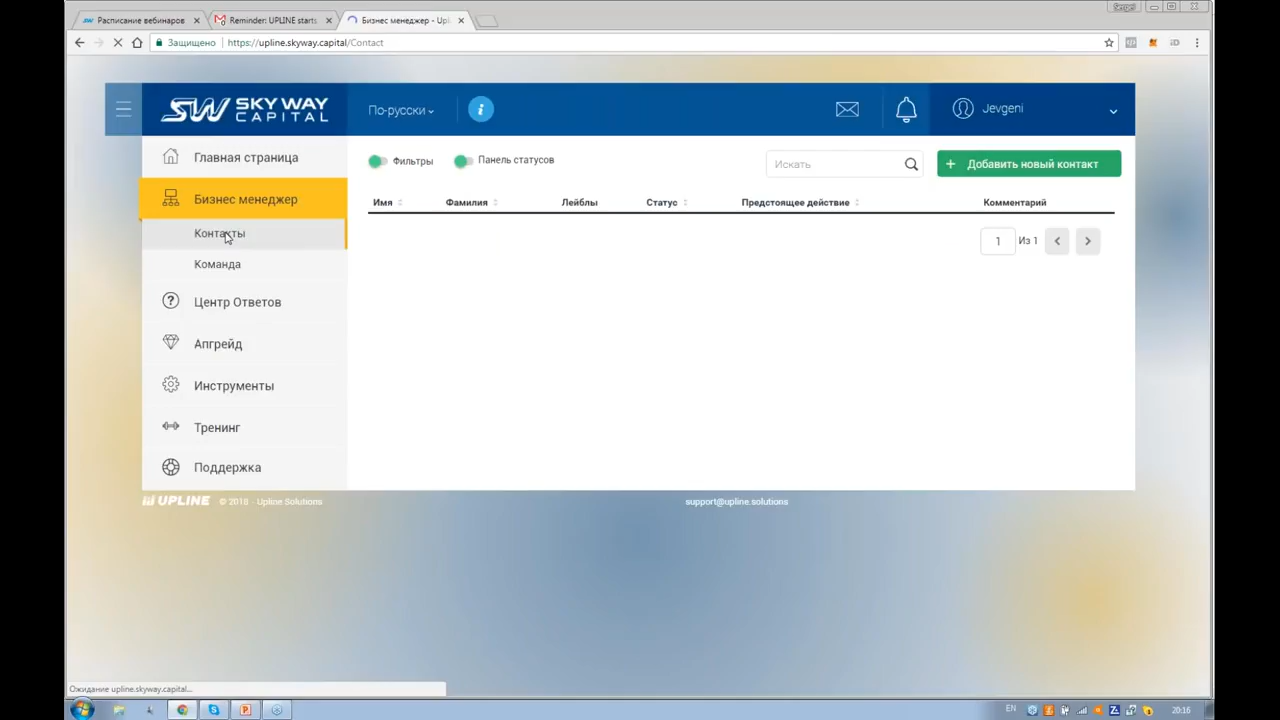 Sergei
Расписание вебинаров
Reminder: UPLINE starts
Бизнес менеджер - Upl
Защищено
https://upline.skyway.capital/Contact
SW SKY WAY CAPITAL
По-русски
i
Jevgeni
Главная страница
Фильтры
Панель статусов
Искать
+ Добавить новый контакт
Бизнес менеджер
Имя
Фамилия
Лейблы
Статус
Предстоящее действие
Комментарий
Контакты
1
Из 1
Команда
Центр Ответов
Апгрейд
Инструменты
Тренинг
Поддержка
UPLINE © 2018 Upline Solutions
support@upline.solutions
Ожидание upline.skyway.capital...
EN
20:16